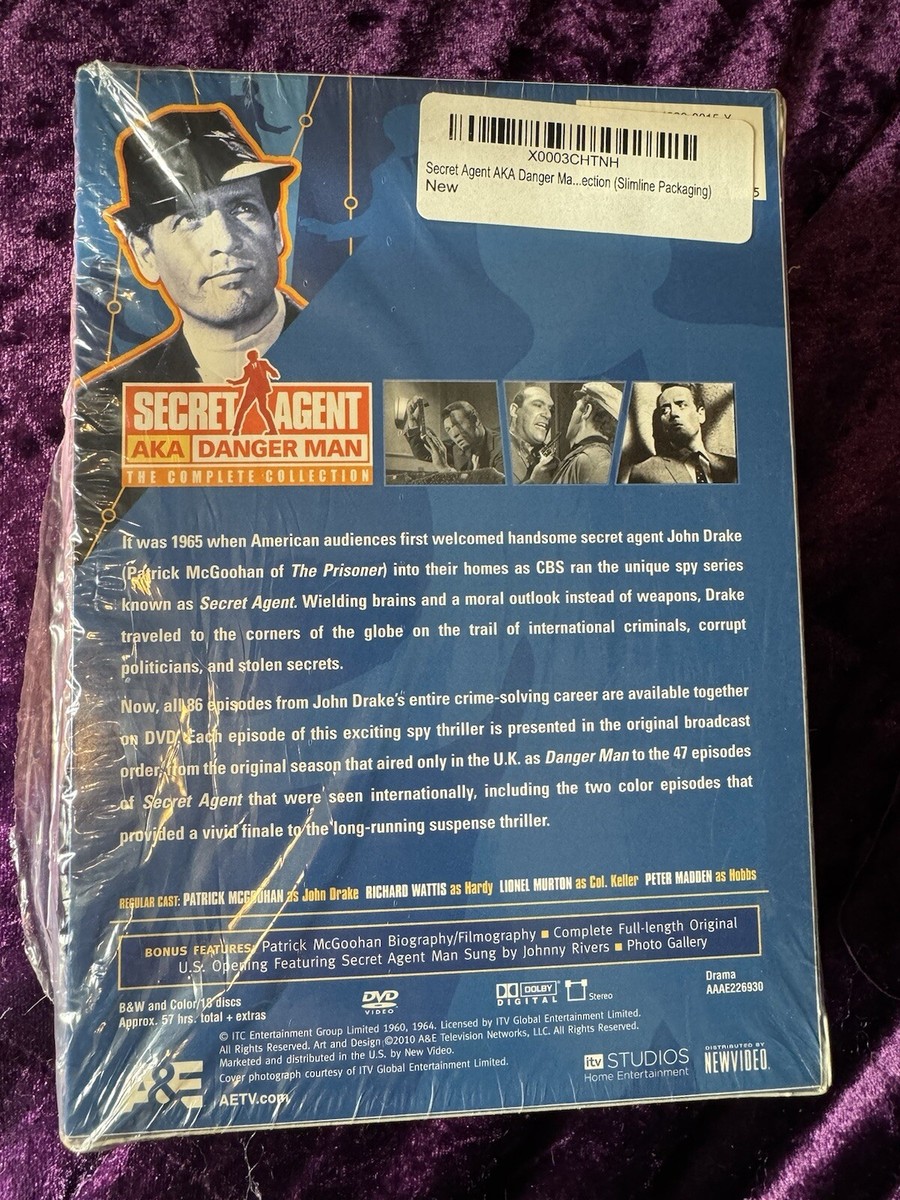 X0003CHTNH
Secret Agent AKA Danger Ma...ection (Slimline Packaging)
New
5
SECRET AGENT
AKA DANGER MAN
THE COMPLETE COLLECTION
It was 1965 when American audiences first welcomed handsome secret agent John Drake
(Patrick McGoohan of The Prisoner) into their homes as CBS ran the unique spy series
known as Secret Agent. Wielding brains and a moral outlook instead of weapons, Drake
traveled to the corners of the globe on the trail of international criminals, corrupt
politicians, and stolen secrets.
Now, all 86 episodes from John Drake's entire crime-solving career are available together
on DVD. Each episode of this exciting spy thriller is presented in the original broadcast
order, from the original season that aired only in the U.K. as Danger Man to the 47 episodes
of Secret Agent that were seen internationally, including the two color episodes that
provided a vivid finale to the long-running suspense thriller.
REGULAR CAST: PATRICK MCGOOHAN as John Drake RICHARD WATTIS as Hardy LIONEL MURTON as Col. Keller PETER MADDEN as Hobbs
BONUS FEATURES: Patrick McGoohan Biography/Filmography ■ Complete Full-length Original
U.S. Opening Featuring Secret Agent Man Sung by Johnny Rivers ■ Photo Gallery
B&W and Color/18 discs
Approx. 57 hrs. total + extras
DVD
VIDEO
DOLBY
DIGITAL
Stereo
Drama
AAAE226930
© ITC Entertainment Group Limited 1960, 1964. Licensed by ITV Global Entertainment Limited.
All Rights Reserved. Art and Design ©2010 A&E Television Networks, LLC. All Rights Reserved.
Marketed and distributed in the U.S. by New Video.
Cover photograph courtesy of ITV Global Entertainment Limited.
A&E
AETV.com
itv STUDIOS
Home Entertainment
DISTRIBUTED BY
NEWVIDEO.